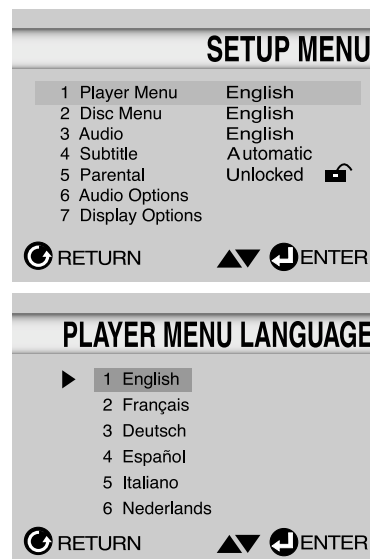 SETUP MENU
1 Player Menu English
2 Disc Menu English
3 Audio English
4 Subtitle Automatic
5 Parental Unlocked
6 Audio Options
7 Display Options
RETURN ENTER
PLAYER MENU LANGUAGE
1 English
2 Français
3 Deutsch
4 Español
5 Italiano
6 Nederlands
RETURN ENTER